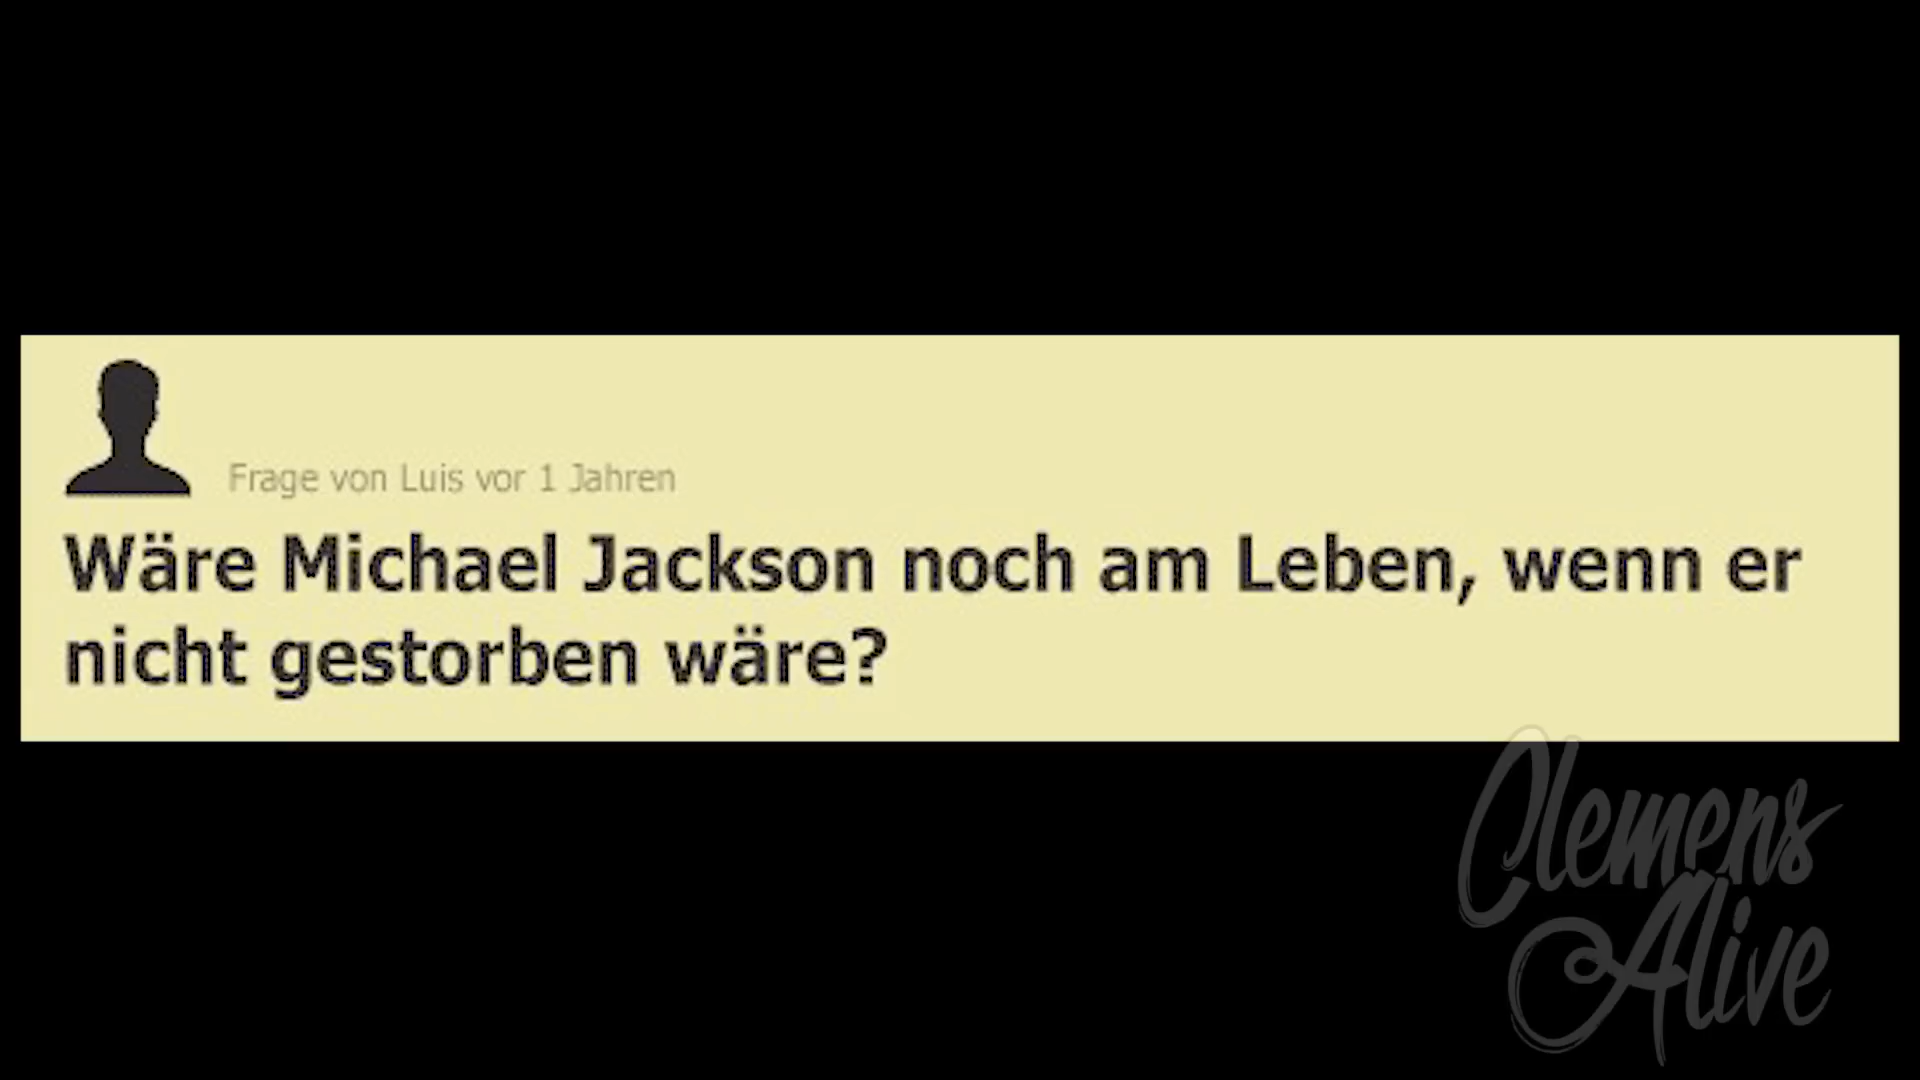 Frage von Luis vor 1 Jahren
Wäre Michael Jackson noch am Leben, wenn er
nicht gestorben wäre?
Clemens
Alive